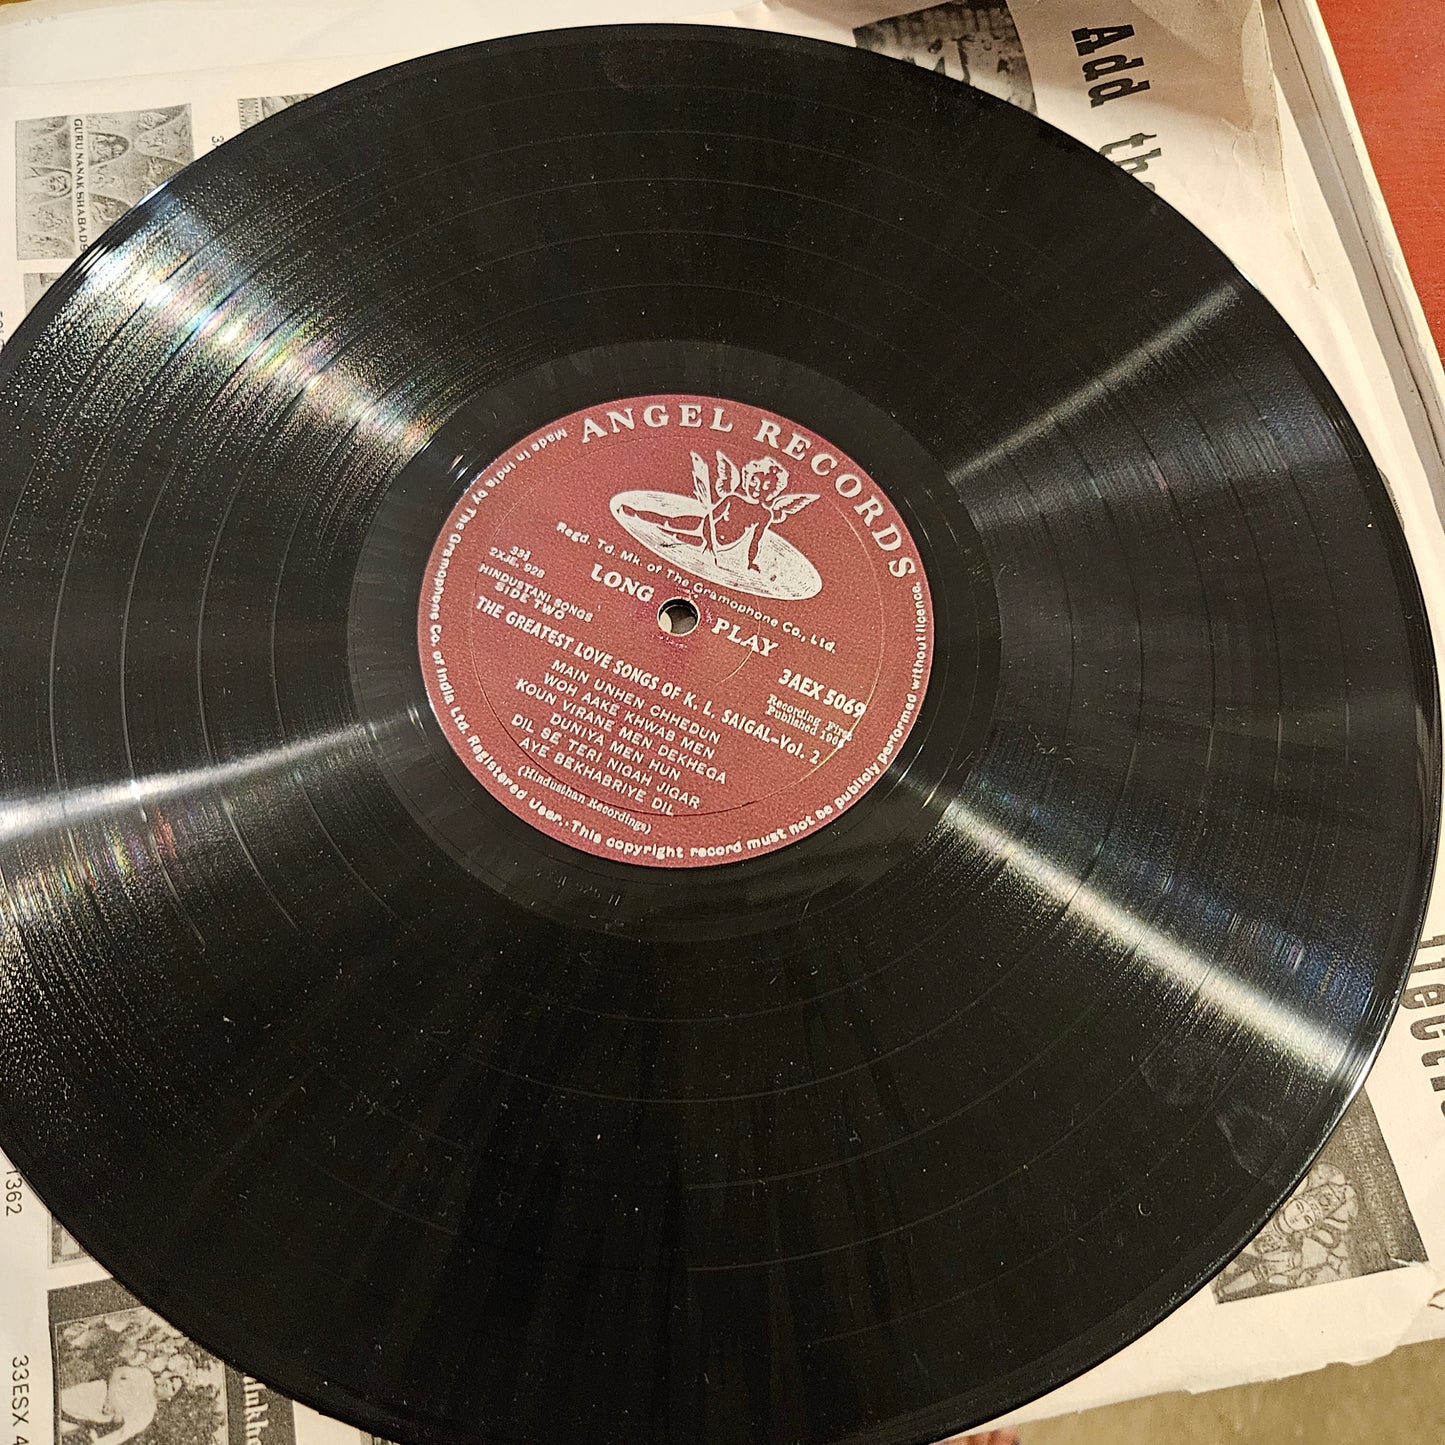 ANGEL RECORDS
Regd. Td. Mk. of The Gramophone Co., Ltd.
LONG PLAY
33⅓
2XJE. 928
HINDUSTANI SONGS
SIDE TWO
3AEX 5069
Recording First
Published
THE GREATEST LOVE SONGS OF K. L. SAIGAL-Vol. 2
MAIN UNHEN CHHEDUN
WOH AAKE KHWAB MEN
KOUN VIRANE MEN DEKHEGA
DUNIYA MEN HUN
DIL SE TERI NIGAH JIGAR
AYE BEKHABRIYE DIL
(Hindusthan Recordings)
Made in India by The Gramophone Co. of India Ltd. Registered User.·This copyright record must not be publicly performed without licence.
GURU NANAK SHABADS
Add
1362
33ESX